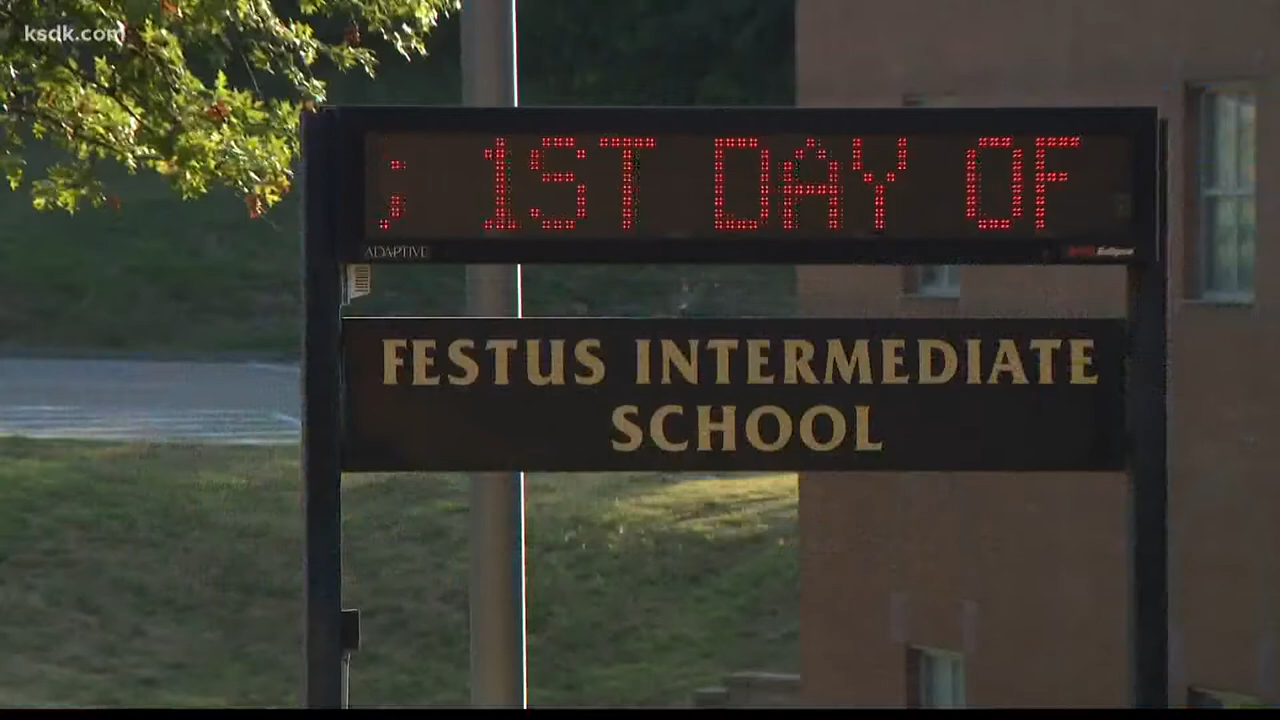 ksdk.com
; 1ST DAY OF
ADAPTIVE
FESTUS INTERMEDIATE
SCHOOL